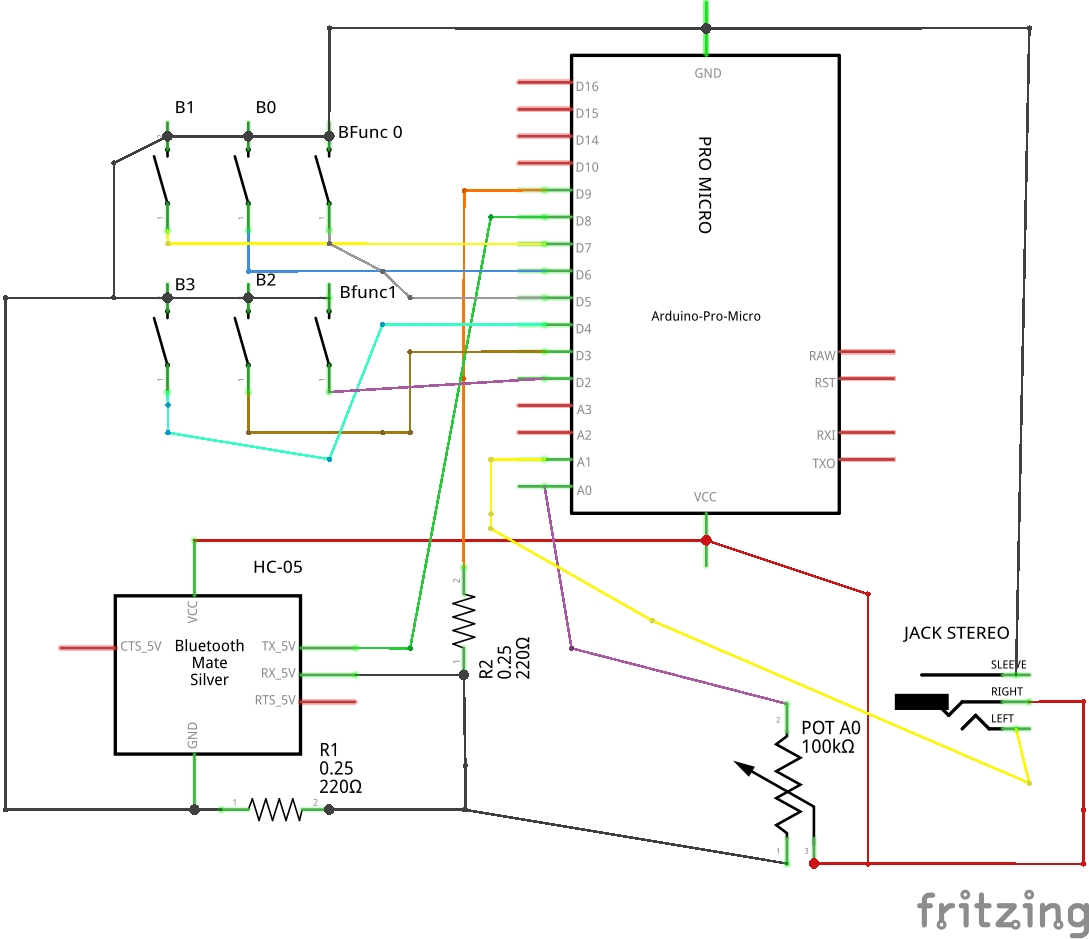 GND
D16
D15
D14
D10
D9
D8
D7
D6
D5
D4
D3
D2
A3
A2
A1
A0
PRO MICRO
Arduino-Pro-Micro
RAW
RST
RXI
TXO
VCC
B1
B0
BFunc 0
1
1
1
B3
B2
Bfunc1
1
1
1
HC-05
VCC
CTS_5V
Bluetooth
Mate
Silver
TX_5V
RX_5V
RTS_5V
GND
2
1
R2
0.25
220Ω
R1
0.25
220Ω
1
2
JACK STEREO
SLEEVE
RIGHT
LEFT
POT A0
100kΩ
2
1
3
fritzing